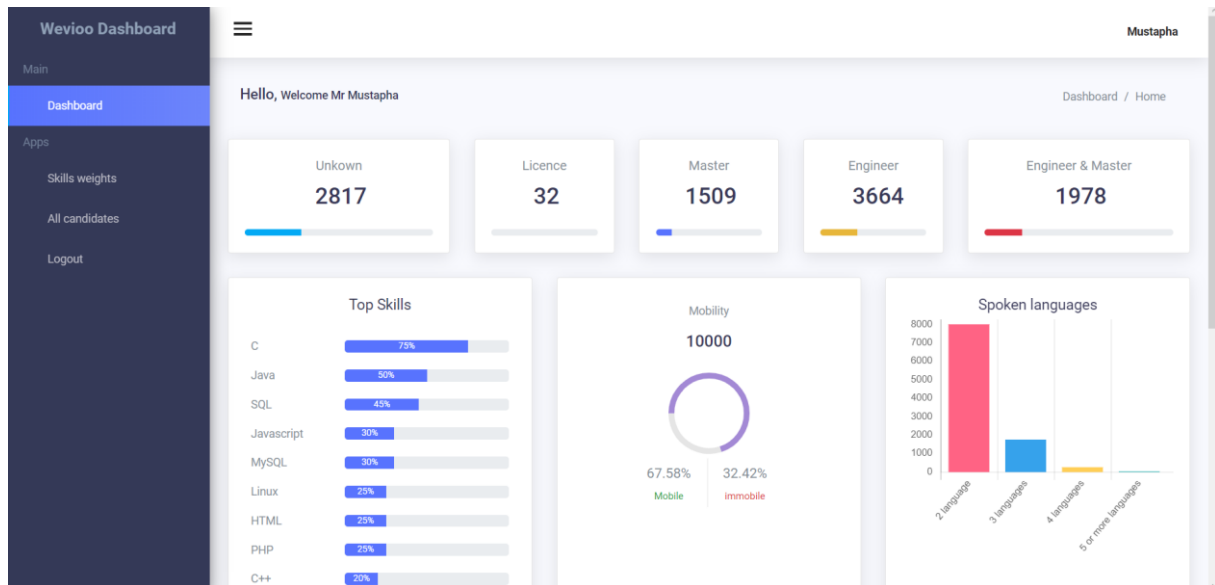 Wevioo Dashboard
Mustapha
Main
Dashboard
Apps
Skills weights
All candidates
Logout
Hello, Welcome Mr Mustapha
Dashboard / Home
Unkown
2817
Licence
32
Master
1509
Engineer
3664
Engineer & Master
1978
Top Skills
C 75%
Java 50%
SQL 45%
Javascript 30%
MySQL 30%
Linux 25%
HTML 25%
PHP 25%
C++ 20%
Mobility
10000
67.58% 32.42%
Mobile immobile
Spoken languages
8000
7000
6000
5000
4000
3000
2000
1000
0
2 language
3 languages
4 languages
5 or more languages